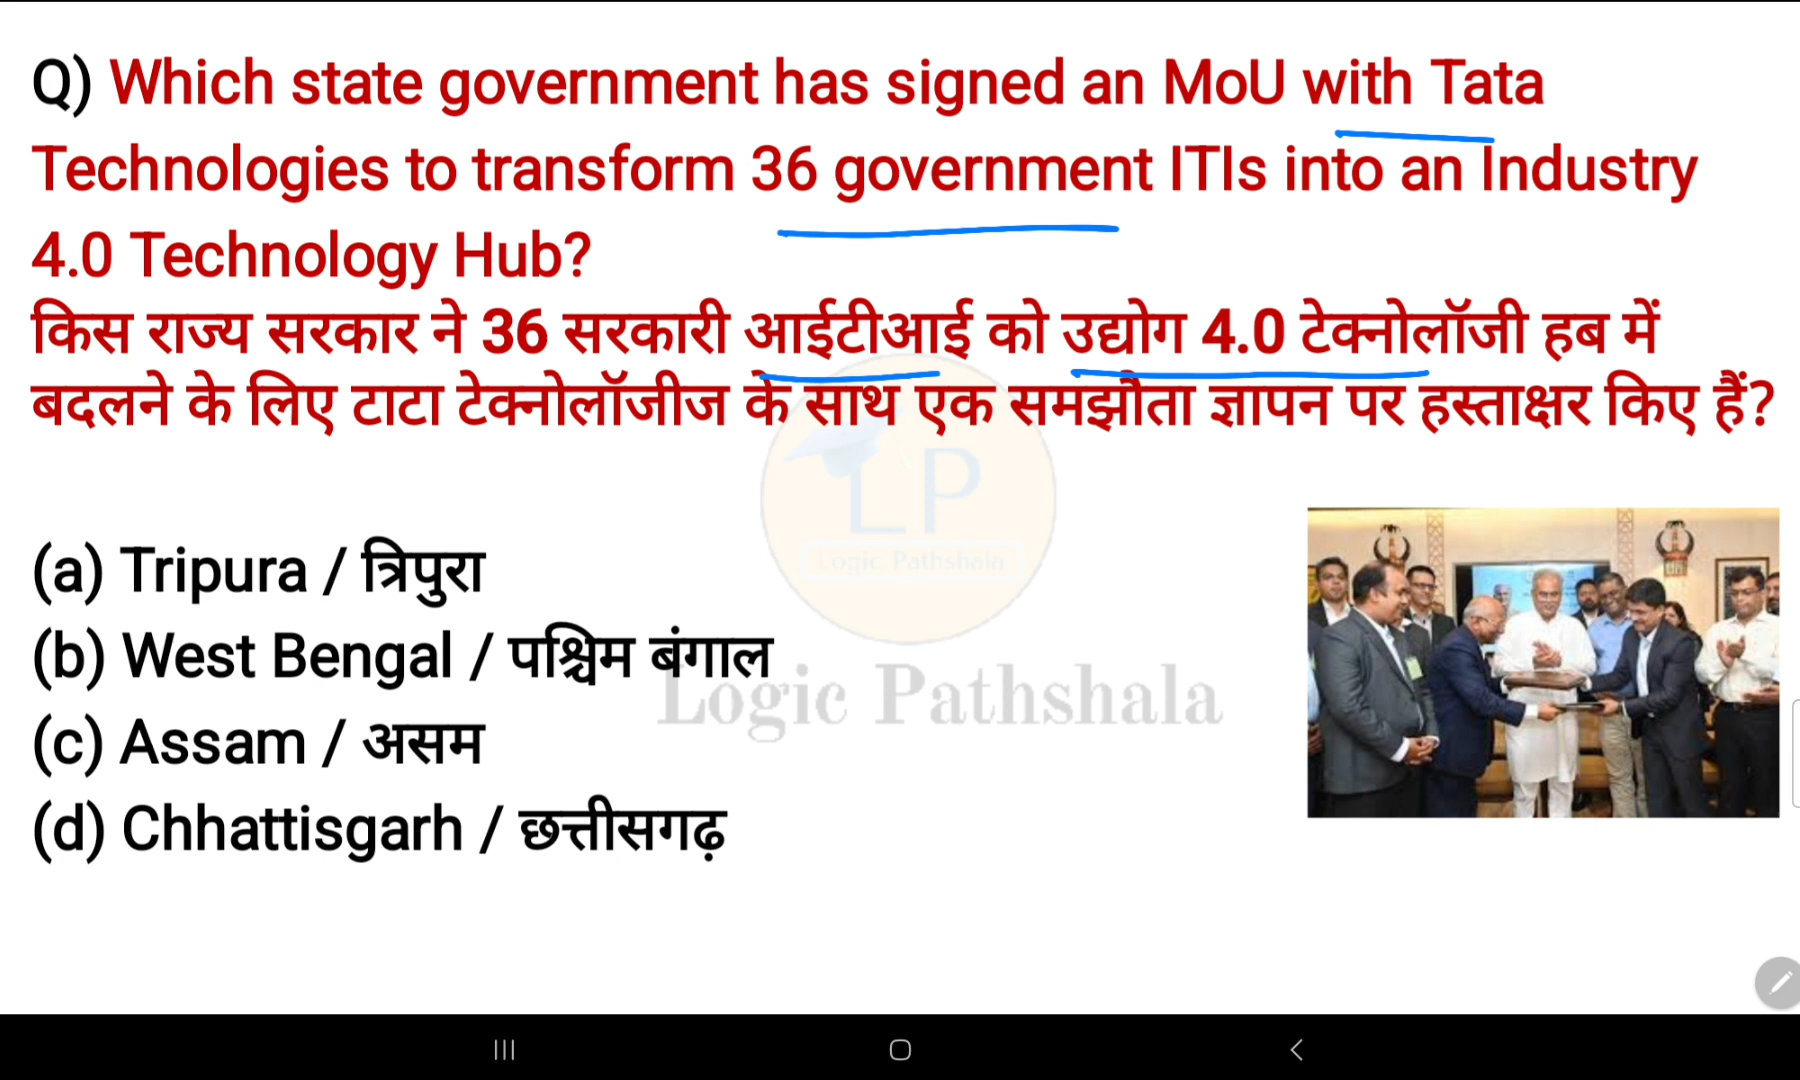 Q) Which state government has signed an MoU with Tata
Technologies to transform 36 government ITIs into an Industry
4.0 Technology Hub?
किस राज्य सरकार ने 36 सरकारी आईटीआई को उद्योग 4.0 टेक्नोलॉजी हब में
बदलने के लिए टाटा टेक्नोलॉजीज के साथ एक समझौता ज्ञापन पर हस्ताक्षर किए हैं?
LP
Logic Pathshala
(a) Tripura / त्रिपुरा
(b) West Bengal / पश्चिम बंगाल
Logic Pathshala
(c) Assam / असम
(d) Chhattisgarh / छत्तीसगढ़